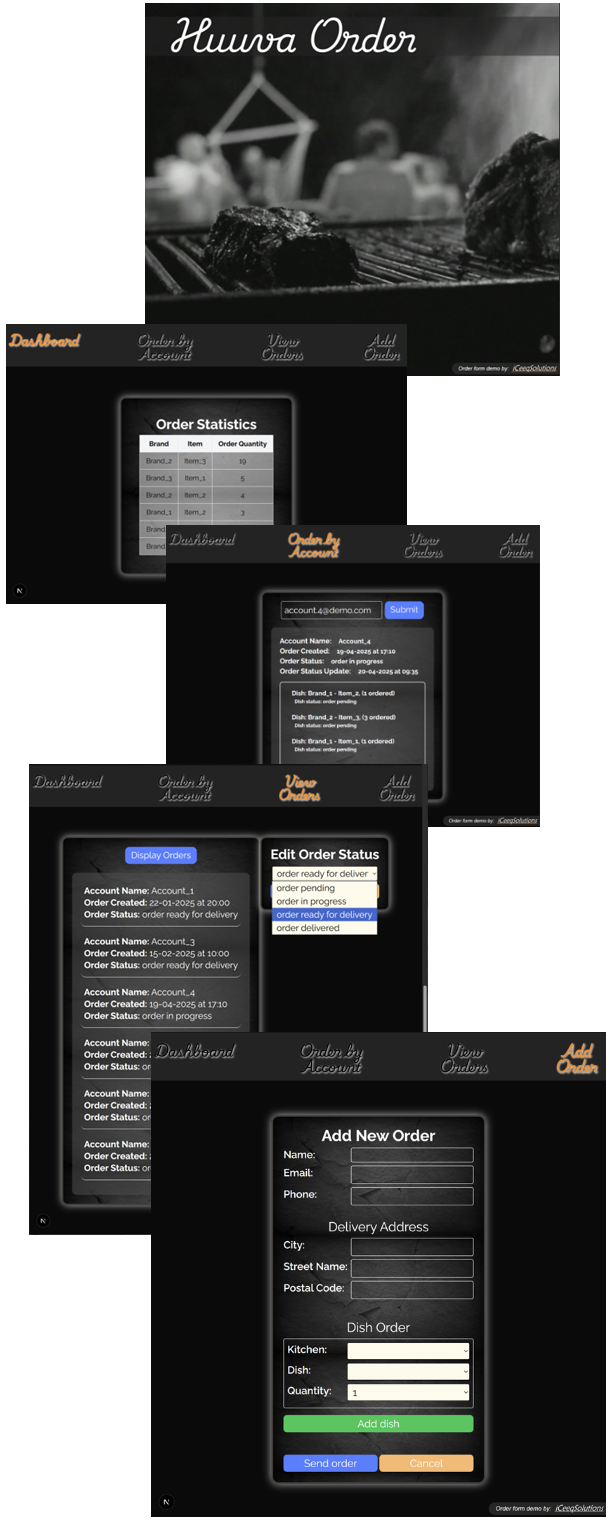 Huuva Order
Order form demo by: iCeeqSolutions
Dashboard
Order by
Account
View
Orders
Add
Order
Order Statistics
Brand Item Order Quantity
Brand_2 Item_3 19
Brand_3 Item_1 5
Brand_2 Item_2 4
Brand_1 Item_2 3
Brand
Brand
N
Dashboard
Order by
Account
View
Orders
Add
Order
account.4@demo.com Submit
Account Name: Account_4
Order Created: 19-04-2025 at 17:10
Order Status: order in progress
Order Status Update: 20-04-2025 at 09:35
Dish: Brand_1 - Item_2, (1 ordered)
Dish status: order pending
Dish: Brand_2 - Item_3, (3 ordered)
Dish status: order pending
Dish: Brand_1 - Item_1, (1 ordered)
Dish status: order pending
Order form demo by: iCeeqSolutions
Dashboard
Order by
Account
View
Orders
Add
Order
Display Orders
Account Name: Account_1
Order Created: 22-01-2025 at 20:00
Order Status: order ready for delivery
Account Name: Account_3
Order Created: 15-02-2025 at 10:00
Order Status: order ready for delivery
Account Name: Account_4
Order Created: 19-04-2025 at 17:10
Order Status: order in progress
Account Name:
Order Created: 2
Order Status: or
Account Name:
Order Created: 2
Order Status: or
Account Name:
Order Created: 2
Order Status: or
Edit Order Status
order ready for deliver
order pending
order in progress
order ready for delivery
order delivered
N
Dashboard
Order by
Account
View
Orders
Add
Order
Add New Order
Name:
Email:
Phone:
Delivery Address
City:
Street Name:
Postal Code:
Dish Order
Kitchen:
Dish:
Quantity: 1
Add dish
Send order Cancel
N
Order form demo by: iCeeqSolutions